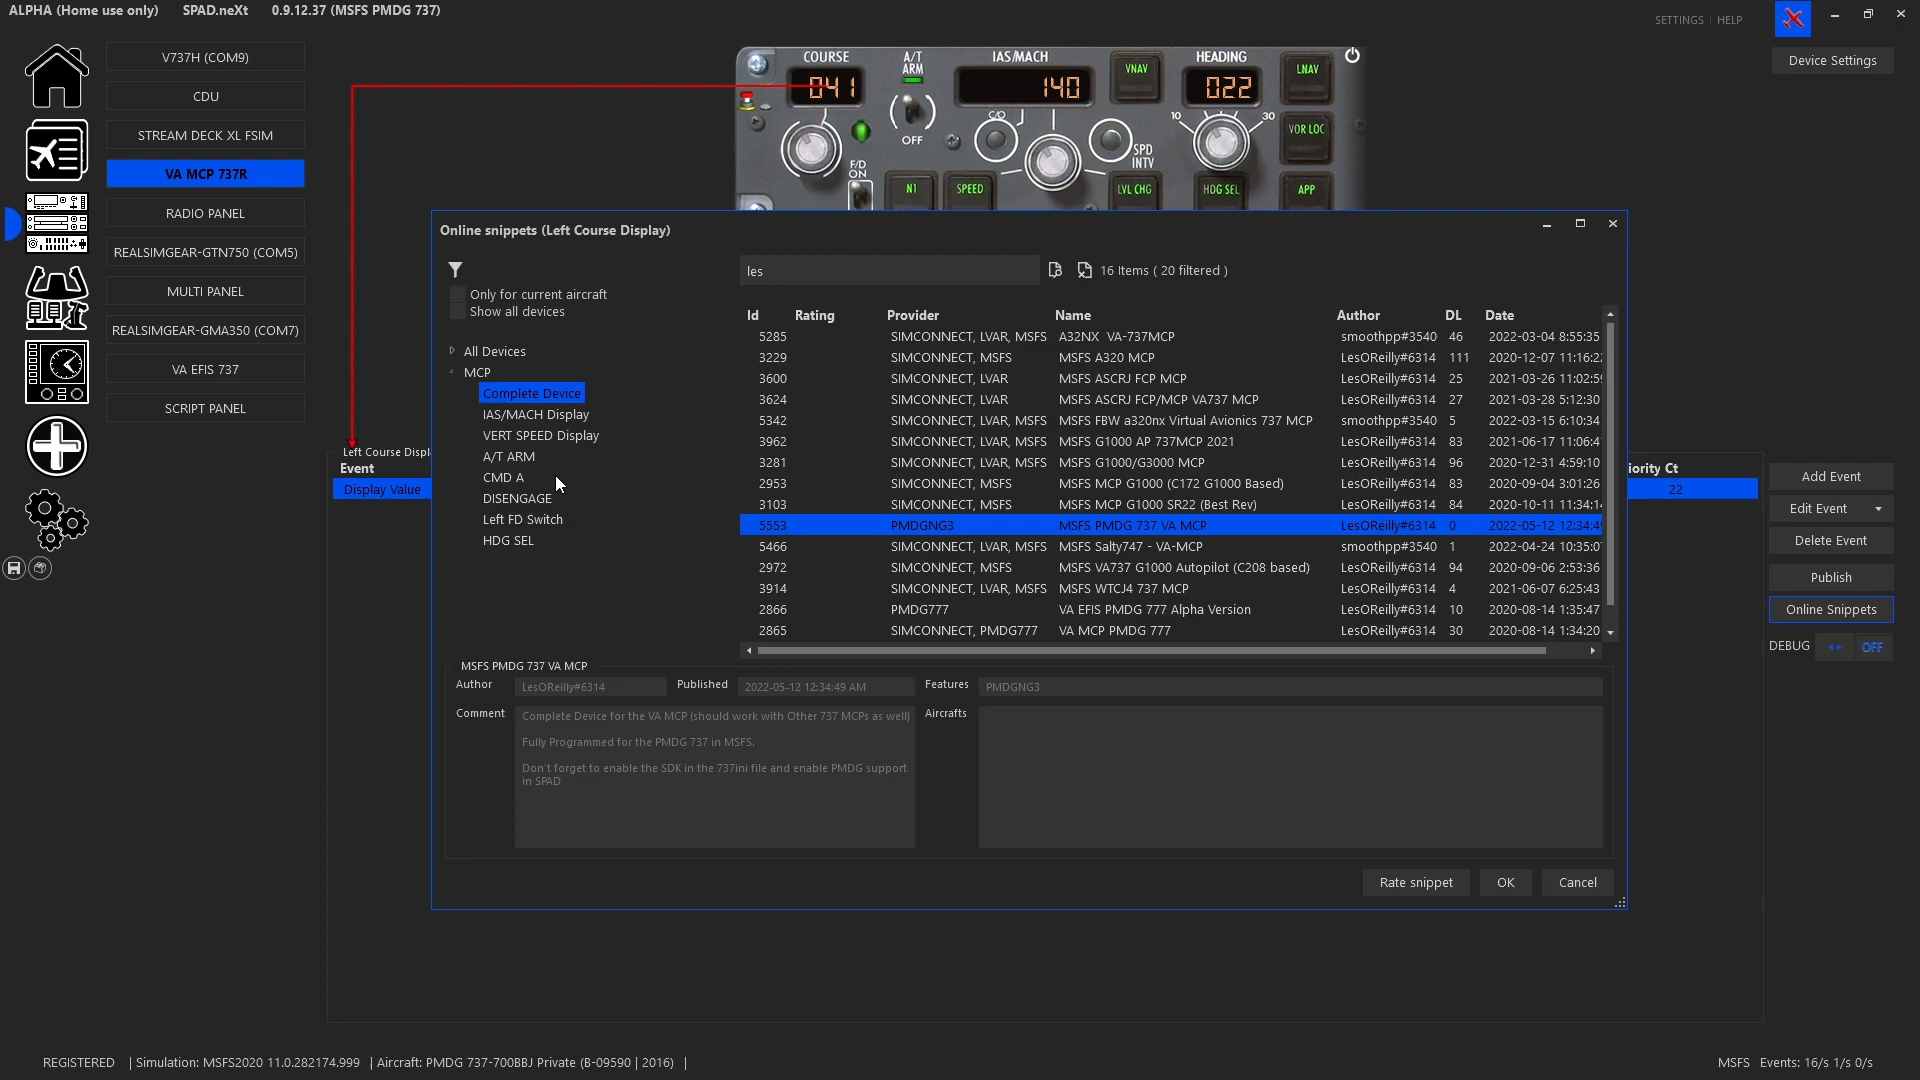 ALPHA (Home use only) SPAD.neXt 0.9.12.37 (MSFS PMDG 737)
SETTINGS | HELP
Device Settings
V737H (COM9)
CDU
STREAM DECK XL FSIM
VA MCP 737R
RADIO PANEL
REALSIMGEAR-GTN750 (COM5)
MULTI PANEL
REALSIMGEAR-GMA350 (COM7)
VA EFIS 737
SCRIPT PANEL
COURSE A/T ARM IAS/MACH VNAV HEADING LNAV
041 140 022
C/O 10 30 VOR LOC
OFF SPD INTV
F/D ON
N1 SPEED LVL CHG HDG SEL APP
Online snippets (Left Course Display)
les
16 Items ( 20 filtered )
Only for current aircraft
Show all devices
All Devices
MCP
Complete Device
IAS/MACH Display
VERT SPEED Display
A/T ARM
CMD A
DISENGAGE
Left FD Switch
HDG SEL
Id Rating Provider Name Author DL Date
5285 SIMCONNECT, LVAR, MSFS A32NX VA-737MCP smoothpp#3540 46 2022-03-04 8:55:35
3229 SIMCONNECT, MSFS MSFS A320 MCP LesOReilly#6314 111 2020-12-07 11:16:2
3600 SIMCONNECT, LVAR MSFS ASCRJ FCP MCP LesOReilly#6314 25 2021-03-26 11:02:5
3624 SIMCONNECT, LVAR MSFS ASCRJ FCP/MCP VA737 MCP LesOReilly#6314 27 2021-03-28 5:12:30
5342 SIMCONNECT, LVAR, MSFS MSFS FBW a320nx Virtual Avionics 737 MCP smoothpp#3540 5 2022-03-15 6:10:34
3962 SIMCONNECT, LVAR, MSFS MSFS G1000 AP 737MCP 2021 LesOReilly#6314 83 2021-06-17 11:06:4
3281 SIMCONNECT, LVAR, MSFS MSFS G1000/G3000 MCP LesOReilly#6314 96 2020-12-31 4:59:10
2953 SIMCONNECT, MSFS MSFS MCP G1000 (C172 G1000 Based) LesOReilly#6314 83 2020-09-04 3:01:26
3103 SIMCONNECT, MSFS MSFS MCP G1000 SR22 (Best Rev) LesOReilly#6314 84 2020-10-11 11:34:1
5553 PMDGNG3 MSFS PMDG 737 VA MCP LesOReilly#6314 0 2022-05-12 12:34:4
5466 SIMCONNECT, LVAR, MSFS MSFS Salty747 - VA-MCP smoothpp#3540 1 2022-04-24 10:35:0
2972 SIMCONNECT, MSFS MSFS VA737 G1000 Autopilot (C208 based) LesOReilly#6314 94 2020-09-06 2:53:36
3914 SIMCONNECT, LVAR, MSFS MSFS WTCJ4 737 MCP LesOReilly#6314 4 2021-06-07 6:25:43
2866 PMDG777 VA EFIS PMDG 777 Alpha Version LesOReilly#6314 10 2020-08-14 1:35:47
2865 SIMCONNECT, PMDG777 VA MCP PMDG 777 LesOReilly#6314 30 2020-08-14 1:34:20
MSFS PMDG 737 VA MCP
Author LesOReilly#6314 Published 2022-05-12 12:34:49 AM Features PMDGNG3
Comment Complete Device for the VA MCP (should work with Other 737 MCPs as well) Aircrafts
Fully Programmed for the PMDG 737 in MSFS.
Don't forget to enable the SDK in the 737ini file and enable PMDG support
in SPAD
Rate snippet OK Cancel
Left Course Displ
Event iority Ct
Display Value 22
Add Event
Edit Event
Delete Event
Publish
Online Snippets
DEBUG OFF
REGISTERED | Simulation: MSFS2020 11.0.282174.999 | Aircraft: PMDG 737-700BBJ Private (B-09590 | 2016) |
MSFS Events: 16/s 1/s 0/s